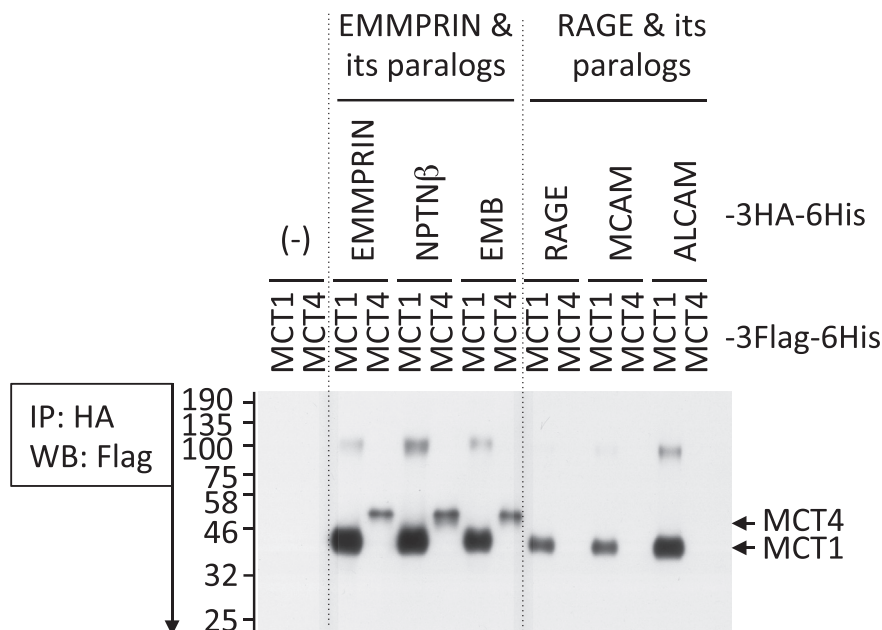 EMMPRIN &
its paralogs
RAGE & its
paralogs
(-)
EMMPRIN
NPTNβ
EMB
RAGE
MCAM
ALCAM
-3HA-6His
MCT1
MCT4
MCT1
MCT4
MCT1
MCT4
MCT1
MCT4
MCT1
MCT4
MCT1
MCT4
MCT1
MCT4
-3Flag-6His
IP: HA
WB: Flag
190
135
100
75
58
46
32
25
MCT4
MCT1